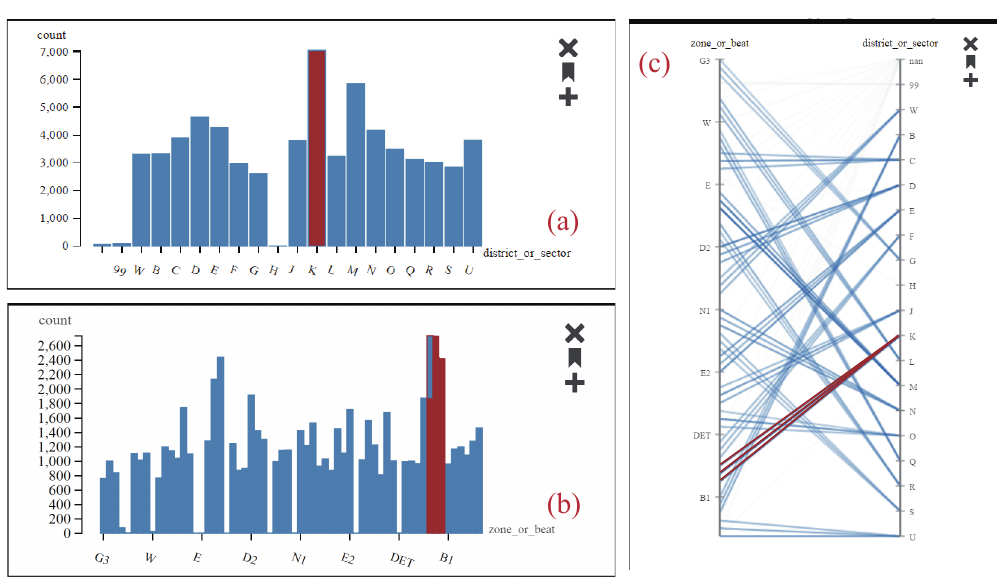 count
7,000
6,000
5,000
4,000
3,000
2,000
1,000
0
(a)
district_or_sector
99 W B C D E F G H J K L M N O Q R S U
count
2,600
2,400
2,200
2,000
1,800
1,600
1,400
1,200
1,000
800
600
400
200
0
(b)
zone_or_beat
G3 W E D2 N1 E2 DET B1
(c)
zone_or_beat district_or_sector
G3
W
E
D2
N1
E2
DET
B1
nan
99
W
B
C
D
E
F
G
H
J
K
L
M
N
O
Q
R
S
U